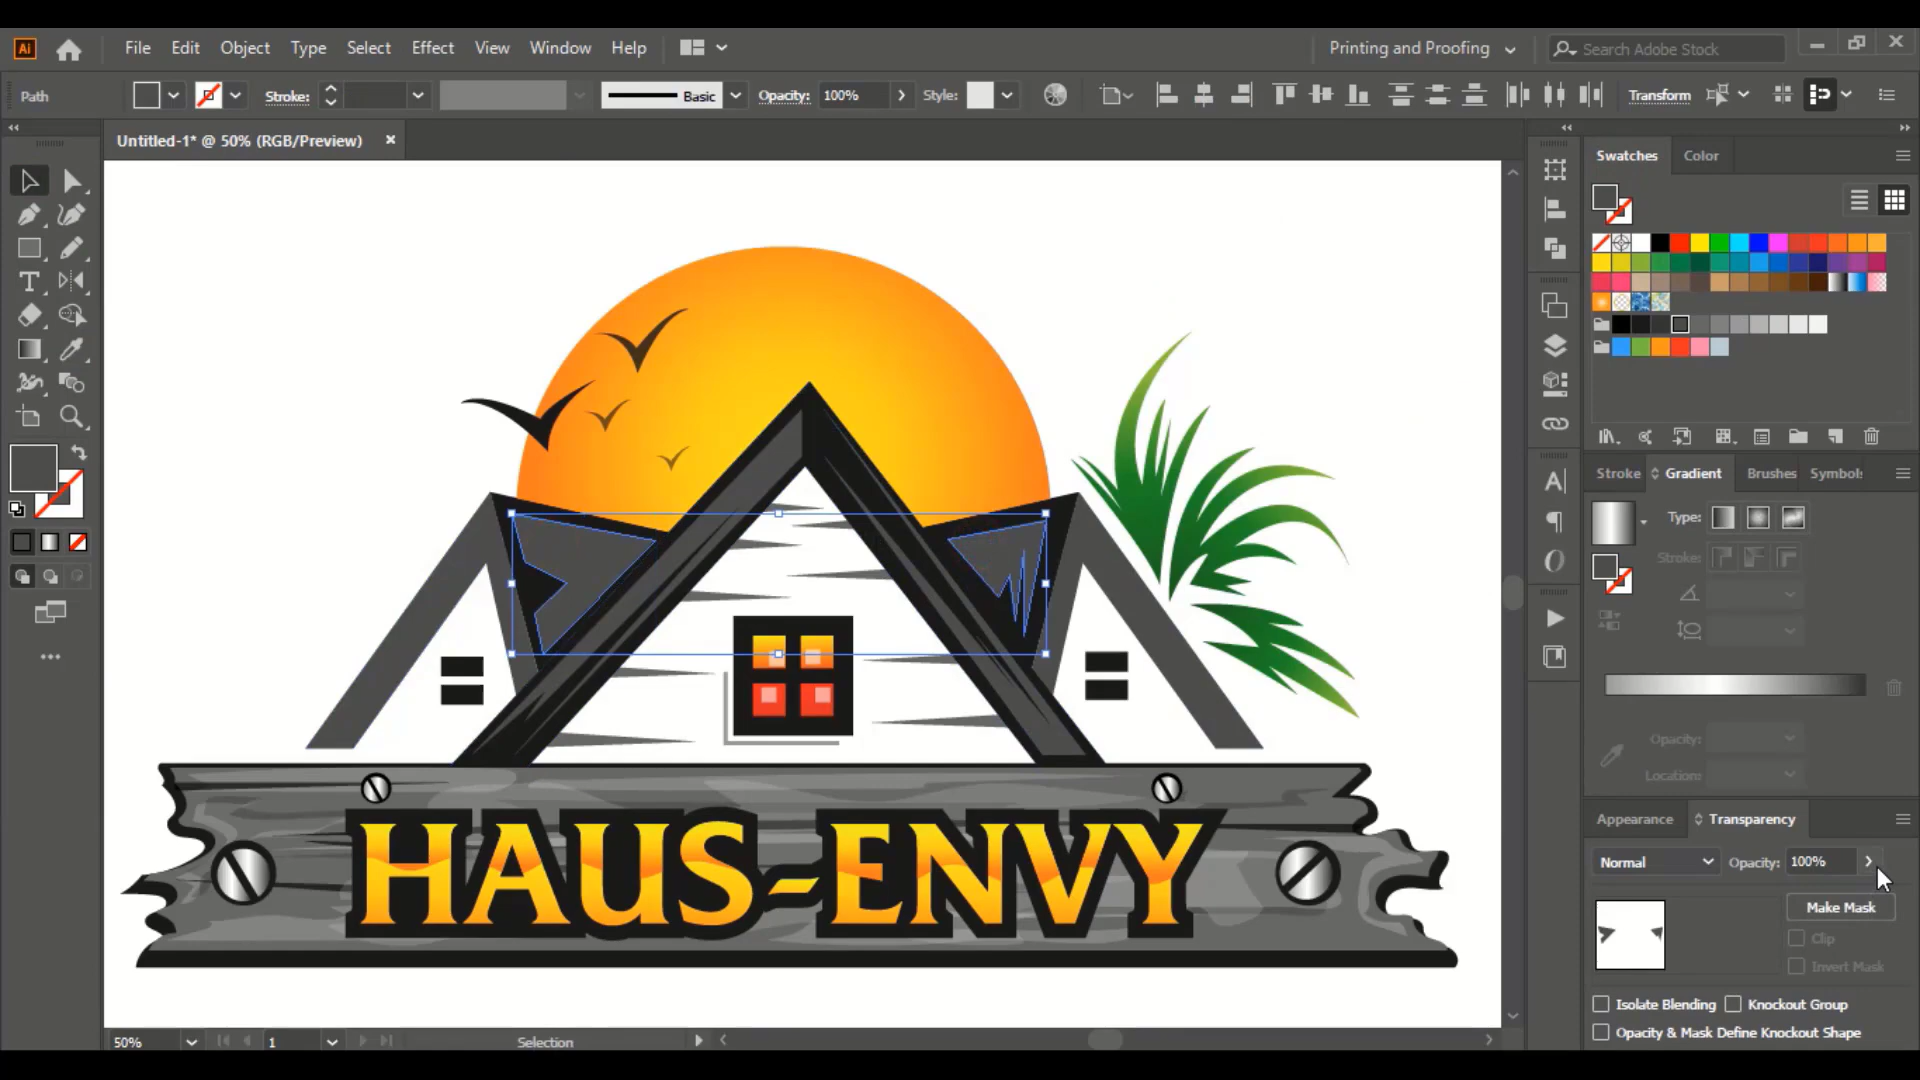 Ai File Edit Object Type Select Effect View Window Help Printing and Proofing Search Adobe Stock
Path Stroke: Basic Opacity: 100% Style: Transform
Untitled-1* @ 50% (RGB/Preview)
Swatches Color
Stroke Gradient Brushes Symbol:
Type:
Stroke:
Opacity:
Location:
HAUS-ENVY
Appearance Transparency
Normal Opacity: 100%
Make Mask
Clip
Invert Mask
Isolate Blending Knockout Group
Opacity & Mask Define Knockout Shape
50% 1 Selection